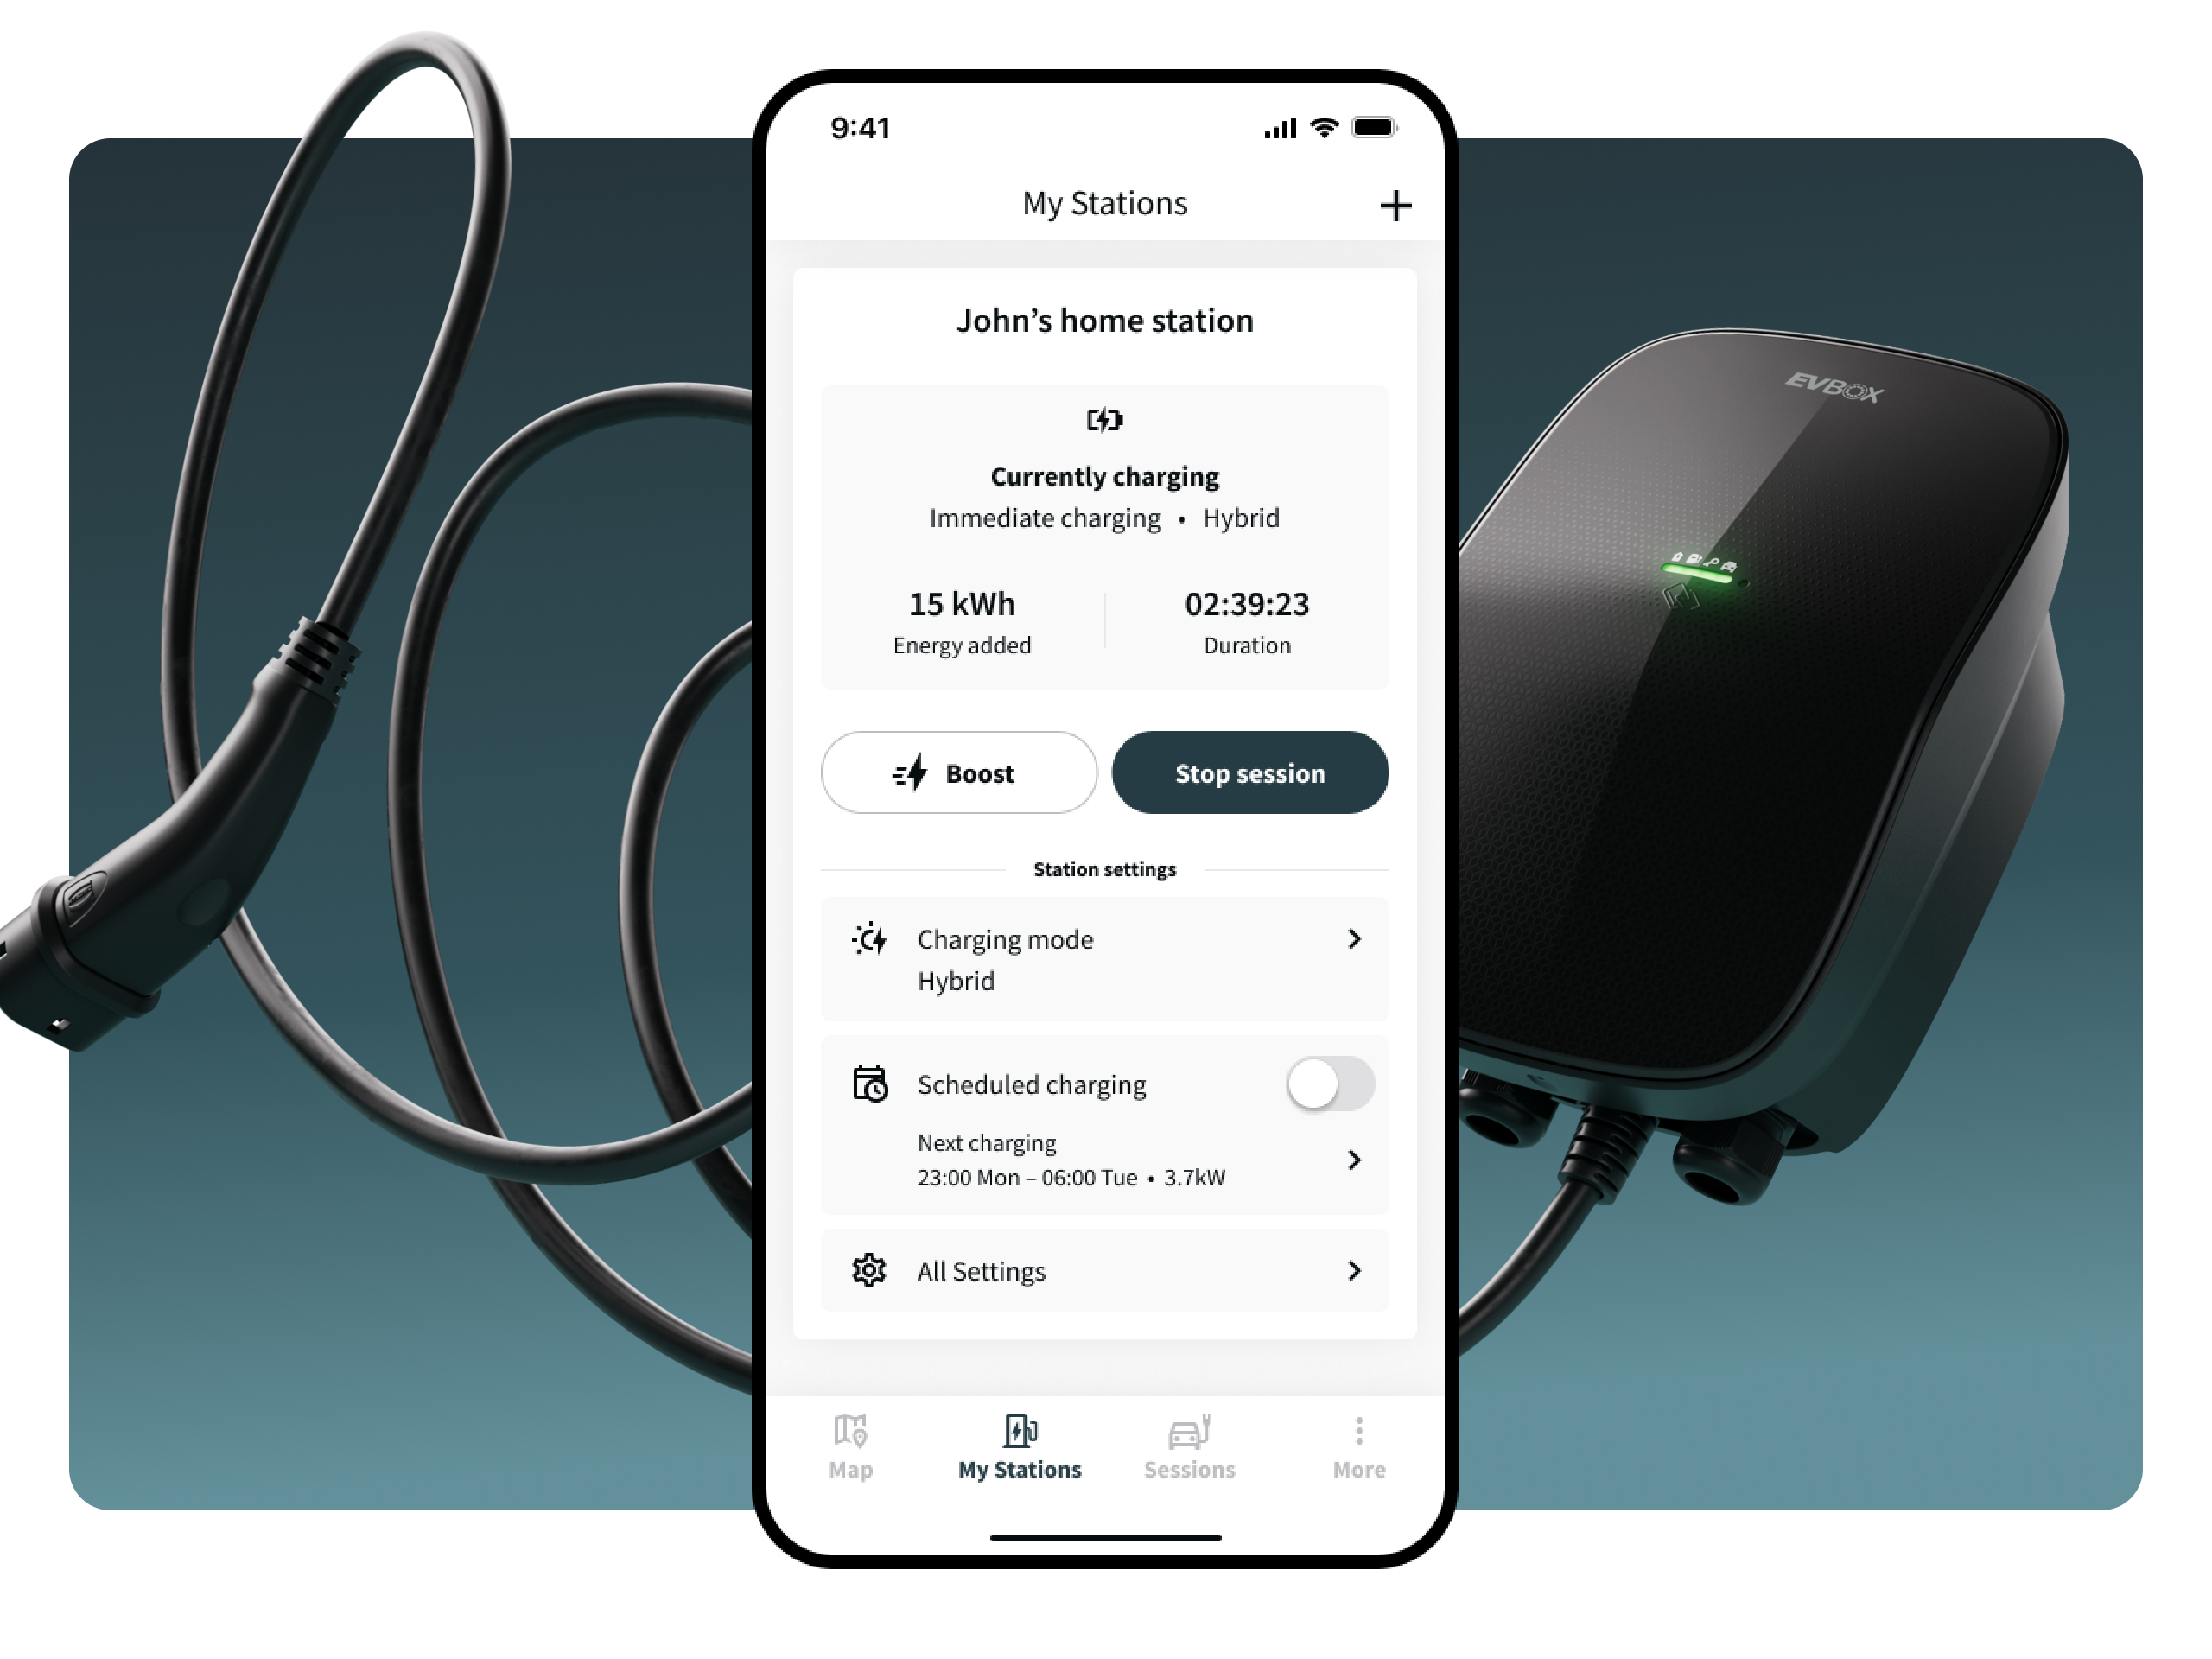 9:41
My Stations
John's home station
EVBOX
Currently charging
Immediate charging • Hybrid
15 kWh
Energy added
02:39:23
Duration
Boost
Stop session
Station settings
Charging mode
Hybrid
Scheduled charging
Next charging
23:00 Mon – 06:00 Tue • 3.7kW
All Settings
Map
My Stations
Sessions
More